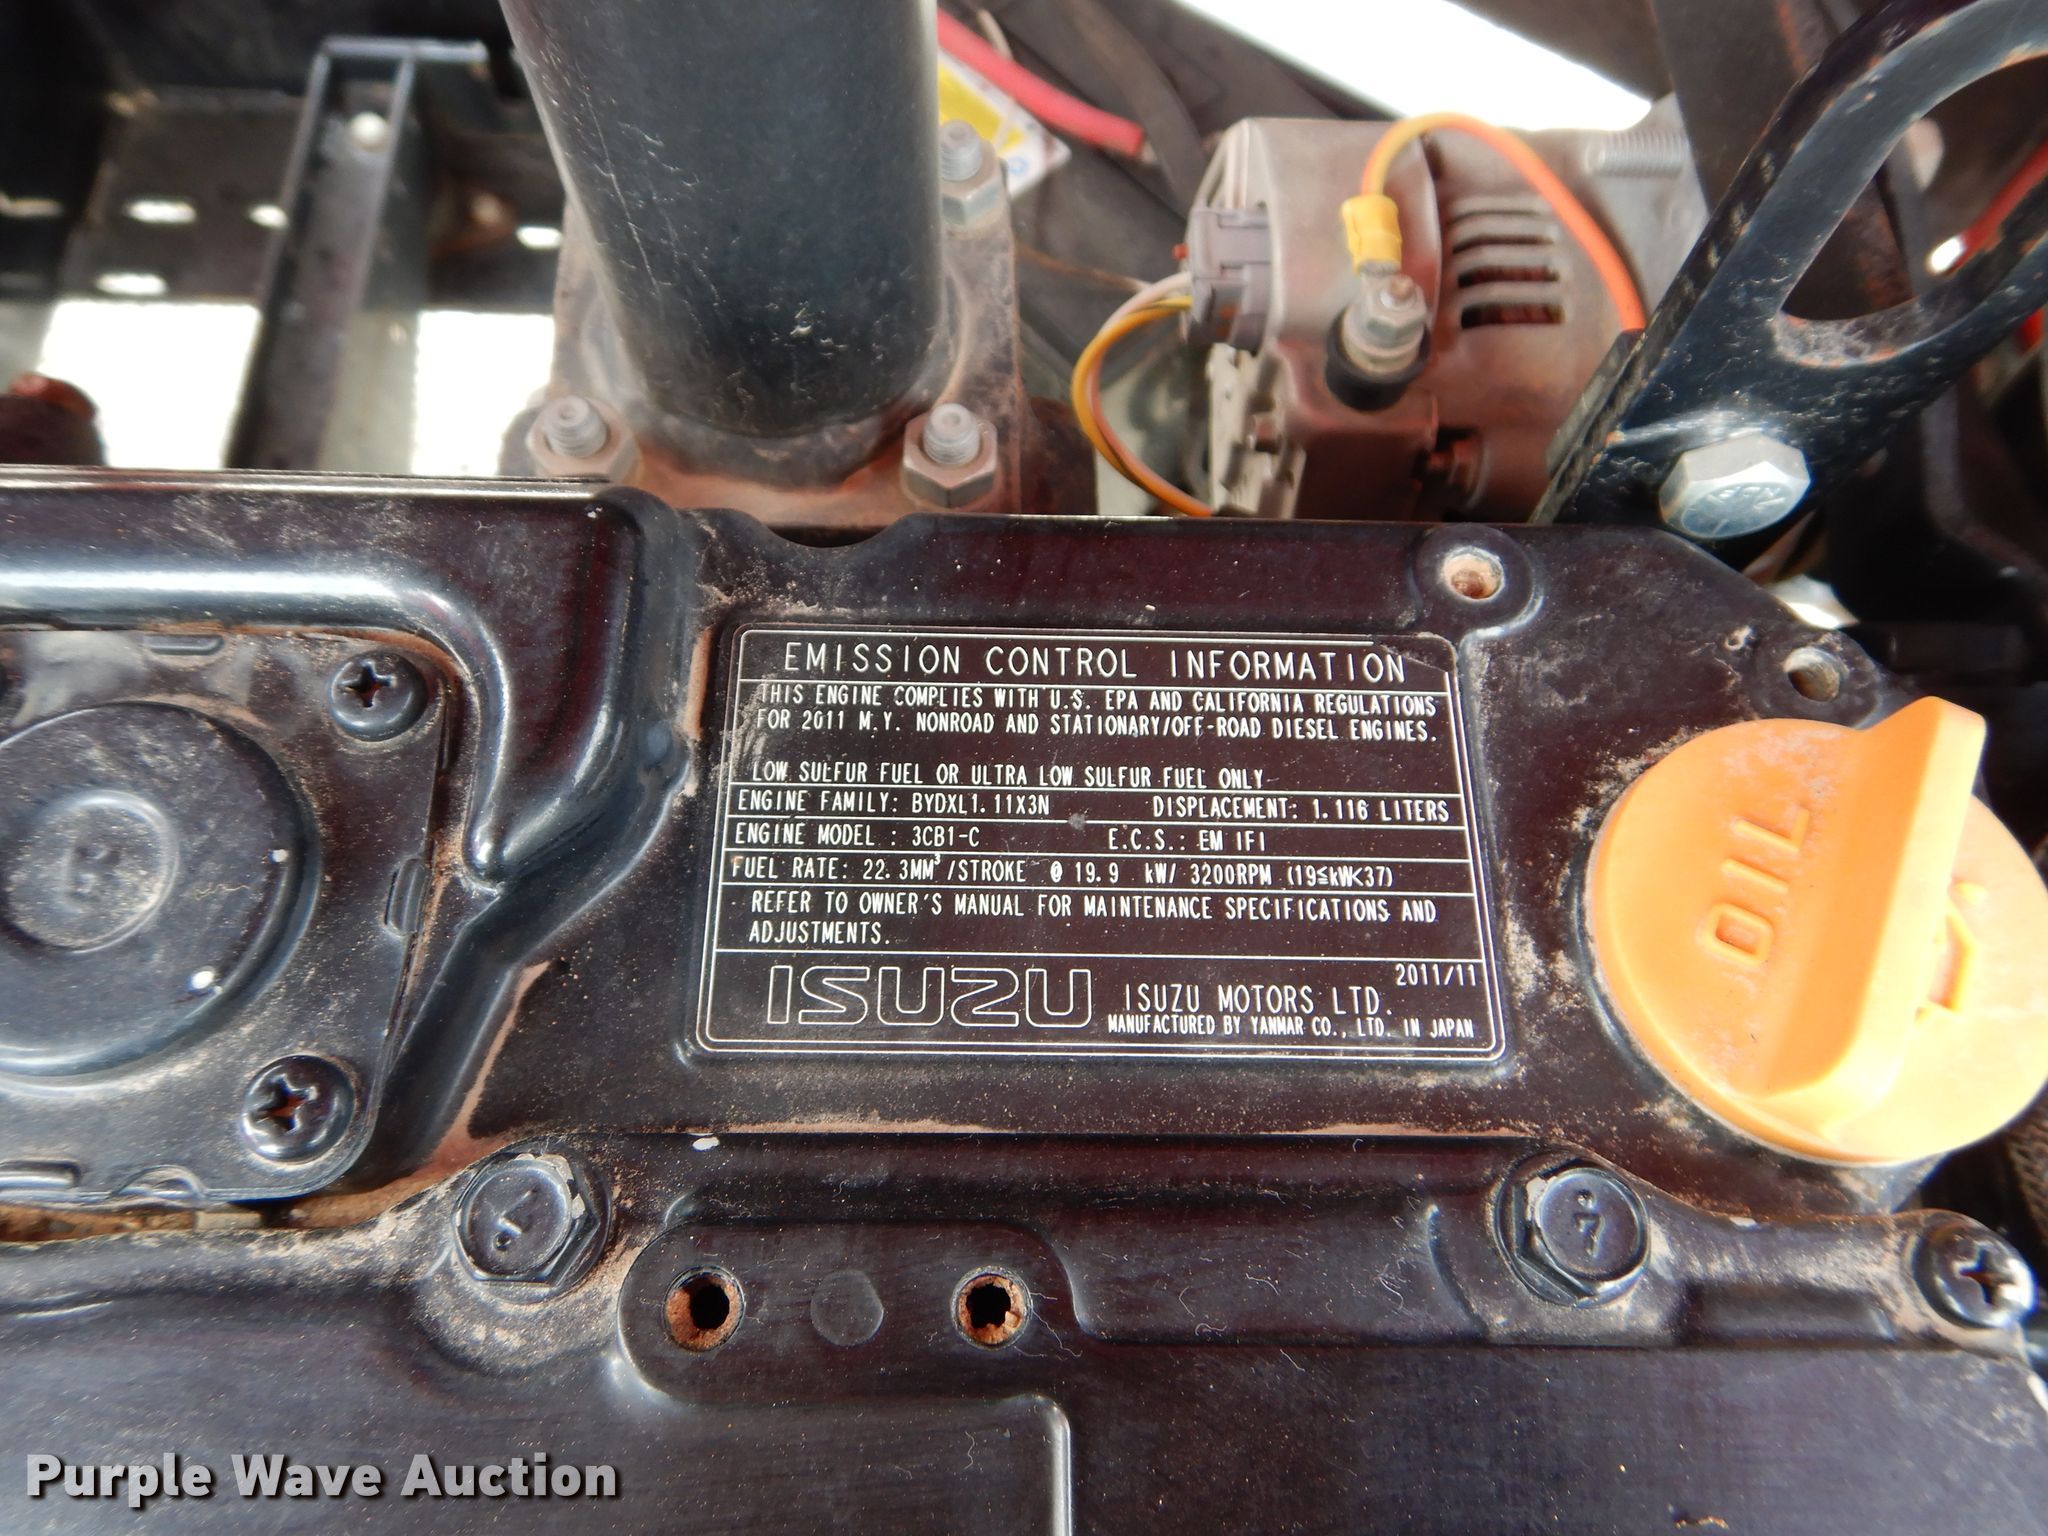 EMISSION CONTROL INFORMATION
THIS ENGINE COMPLIES WITH U.S. EPA AND CALIFORNIA REGULATIONS
FOR 2011 M.Y. NONROAD AND STATIONARY/OFF-ROAD DIESEL ENGINES.
LOW SULFUR FUEL OR ULTRA LOW SULFUR FUEL ONLY
ENGINE FAMILY: BYDXL1.11X3N DISPLACEMENT: 1.116 LITERS
ENGINE MODEL : 3CB1-C E.C.S.: EM IFI
FUEL RATE: 22.3MM³/STROKE @ 19.9 kW/ 3200RPM (19≤kW<37)
REFER TO OWNER'S MANUAL FOR MAINTENANCE SPECIFICATIONS AND
ADJUSTMENTS.
2011/11
ISUZU ISUZU MOTORS LTD.
MANUFACTURED BY YANMAR CO., LTD. IN JAPAN
OIL
7
Purple Wave Auction